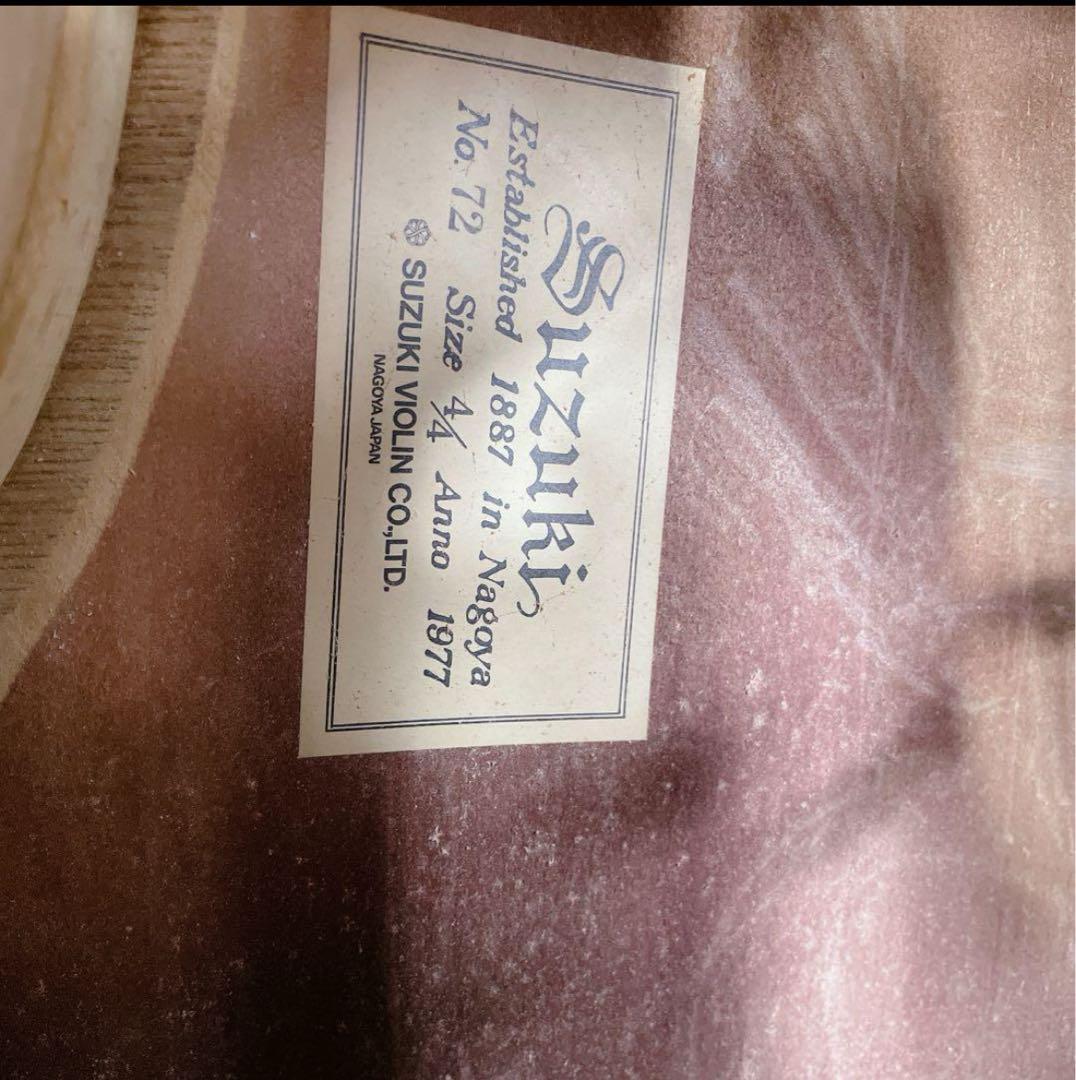 Suzuki
Established 1887 in Nagoya
No. 72 Size 4/4 Anno 1977
SUZUKI VIOLIN CO.,LTD.
NAGOYA JAPAN